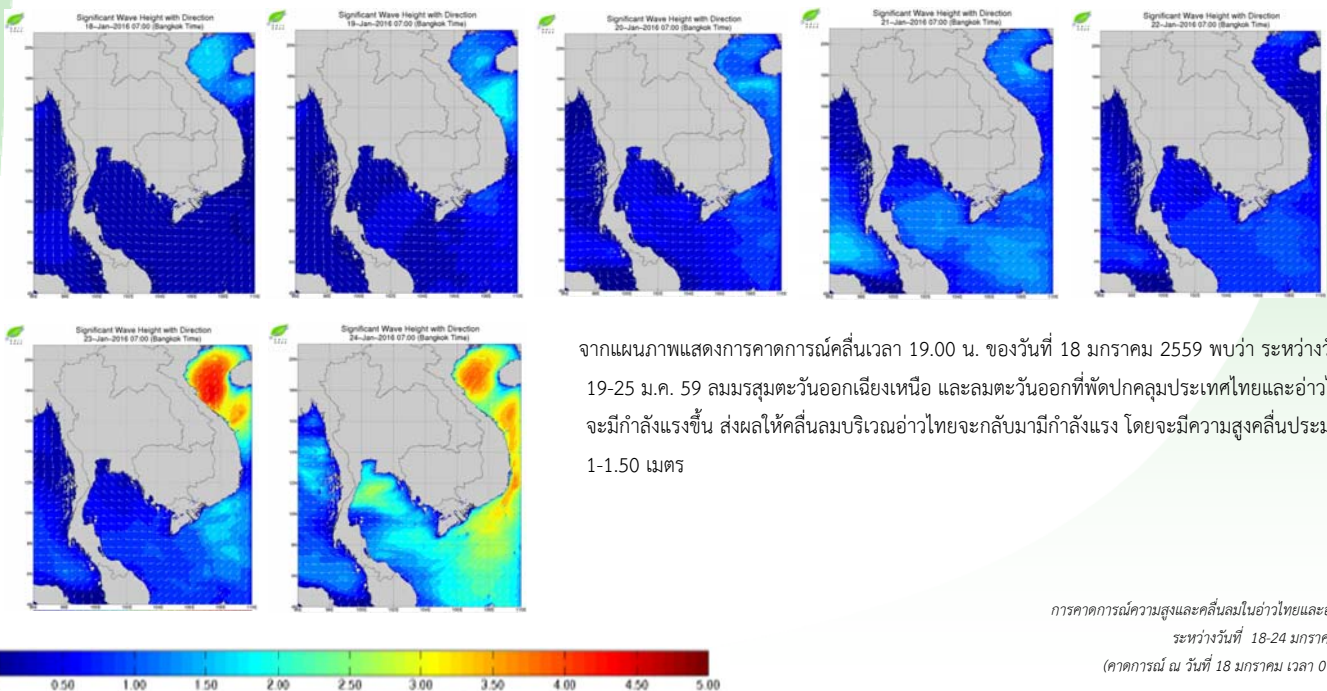 Significant Wave Height with Direction
18-Jan-2016 07:00 (Bangkok Time)
Significant Wave Height with Direction
19-Jan-2016 07:00 (Bangkok Time)
Significant Wave Height with Direction
20-Jan-2016 07:00 (Bangkok Time)
Significant Wave Height with Direction
21-Jan-2016 07:00 (Bangkok Time)
Significant Wave Height with Direction
22-Jan-2016 07:00 (Bangkok Time)
Significant Wave Height with Direction
23-Jan-2016 07:00 (Bangkok Time)
Significant Wave Height with Direction
24-Jan-2016 07:00 (Bangkok Time)
จากแผนภาพแสดงการคาดการณ์คลื่นเวลา 19.00 น. ของวันที่ 18 มกราคม 2559 พบว่า ระหว่าง
19-25 ม.ค. 59 ลมมรสุมตะวันออกเฉียงเหนือ และลมตะวันออกที่พัดปกคลุมประเทศไทยและอ่าว
จะมีกำลังแรงขึ้น ส่งผลให้คลื่นลมบริเวณอ่าวไทยจะกลับมามีกำลังแรง โดยจะมีความสูงคลื่น
1-1.50 เมตร
การคาดการณ์ความสูงและคลื่นลมในอ่าวไทยและ
ระหว่างวันที่ 18-24
(คาดการณ์ ณ วันที่ 18 มกราคม เวลา
0.50 1.00 1.50 2.00 2.50 3.00 3.50 4.00 4.50 5.00